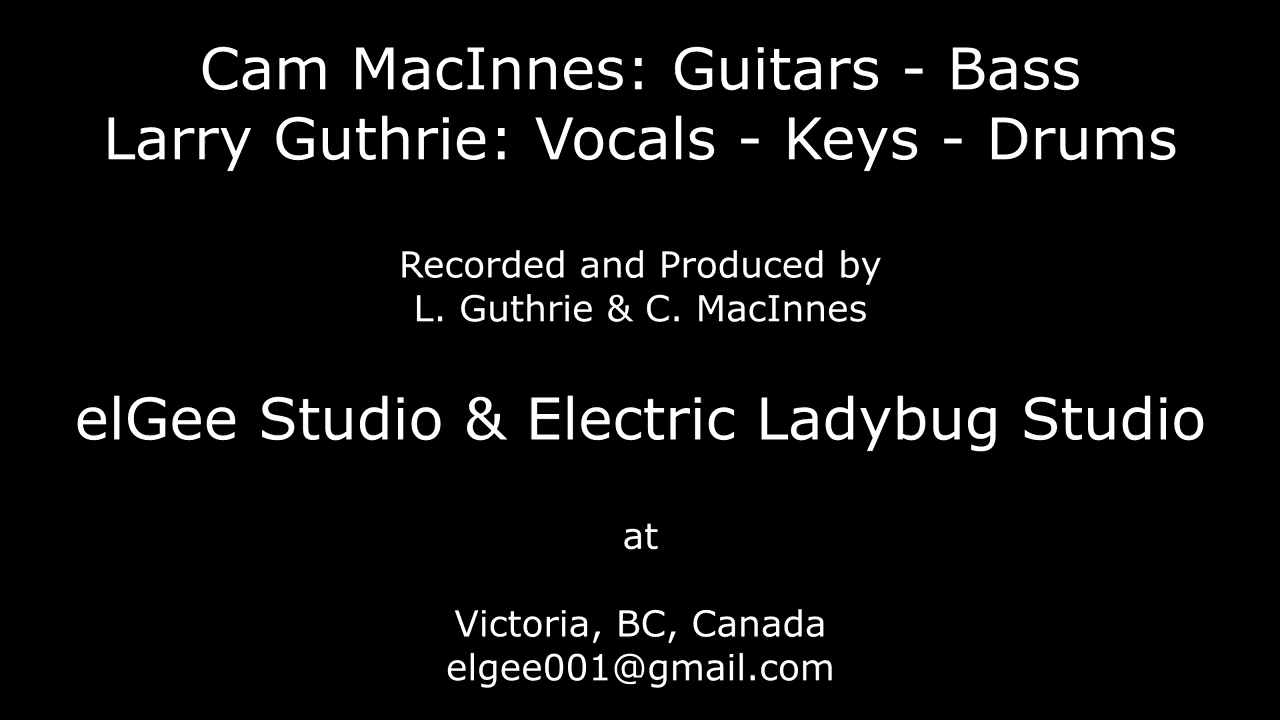 Cam MacInnes: Guitars - Bass
Larry Guthrie: Vocals - Keys - Drums
Recorded and Produced by
L. Guthrie & C. MacInnes
elGee Studio & Electric Ladybug Studio
at
Victoria, BC, Canada
elgee001@gmail.com